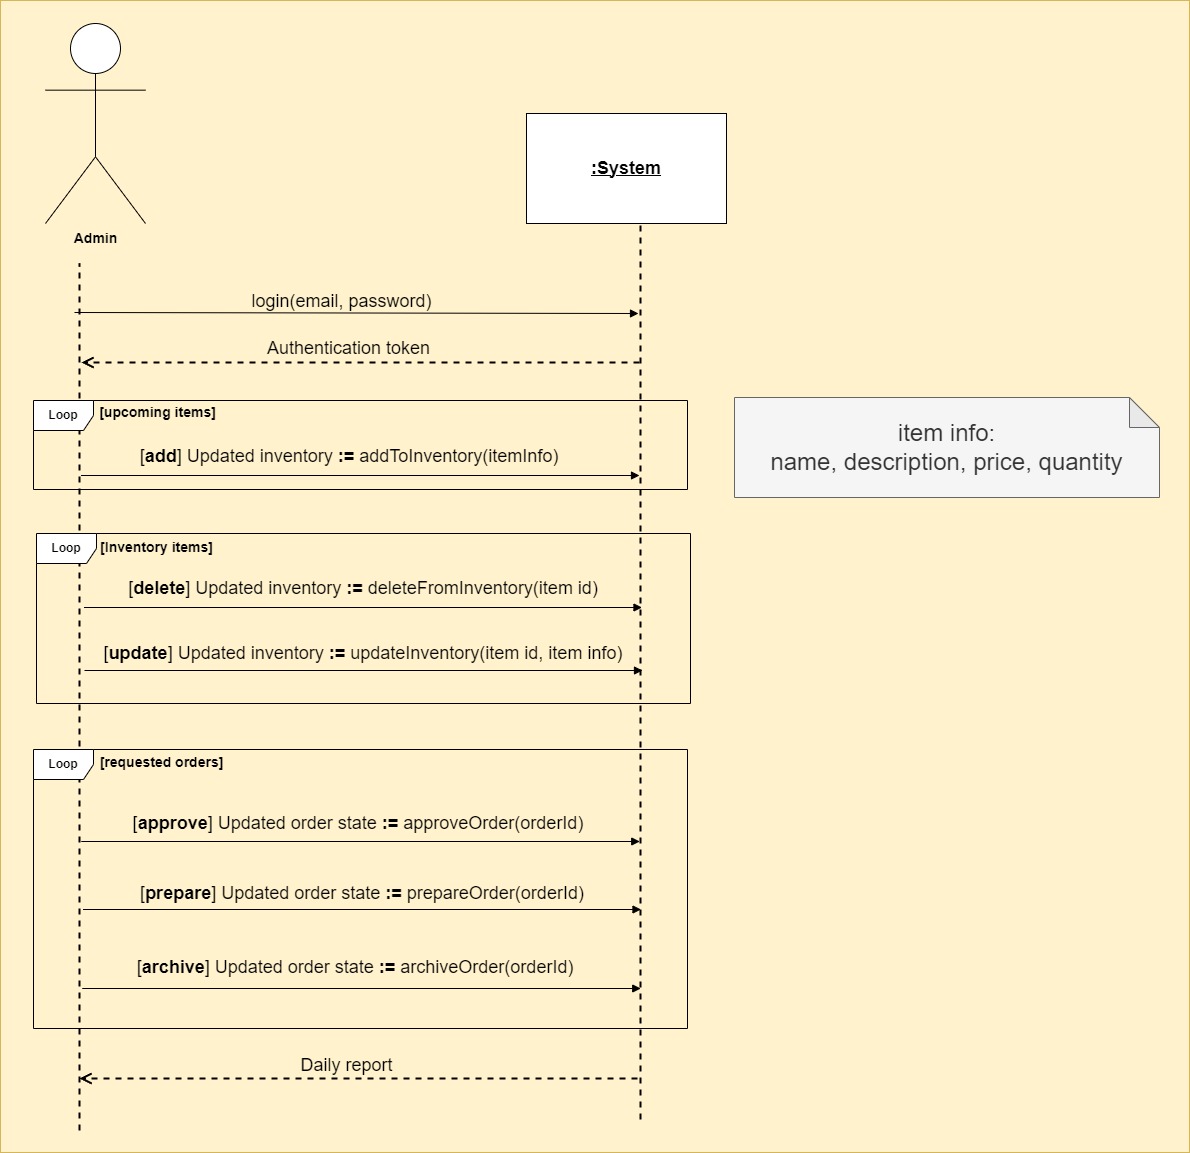 Admin
:System
login(email, password)
Authentication token
Loop
[upcoming items]
[add] Updated inventory := addToInventory(itemInfo)
item info:
name, description, price, quantity
Loop
[Inventory items]
[delete] Updated inventory := deleteFromInventory(item id)
[update] Updated inventory := updateInventory(item id, item info)
Loop
[requested orders]
[approve] Updated order state := approveOrder(orderId)
[prepare] Updated order state := prepareOrder(orderId)
[archive] Updated order state := archiveOrder(orderId)
Daily report